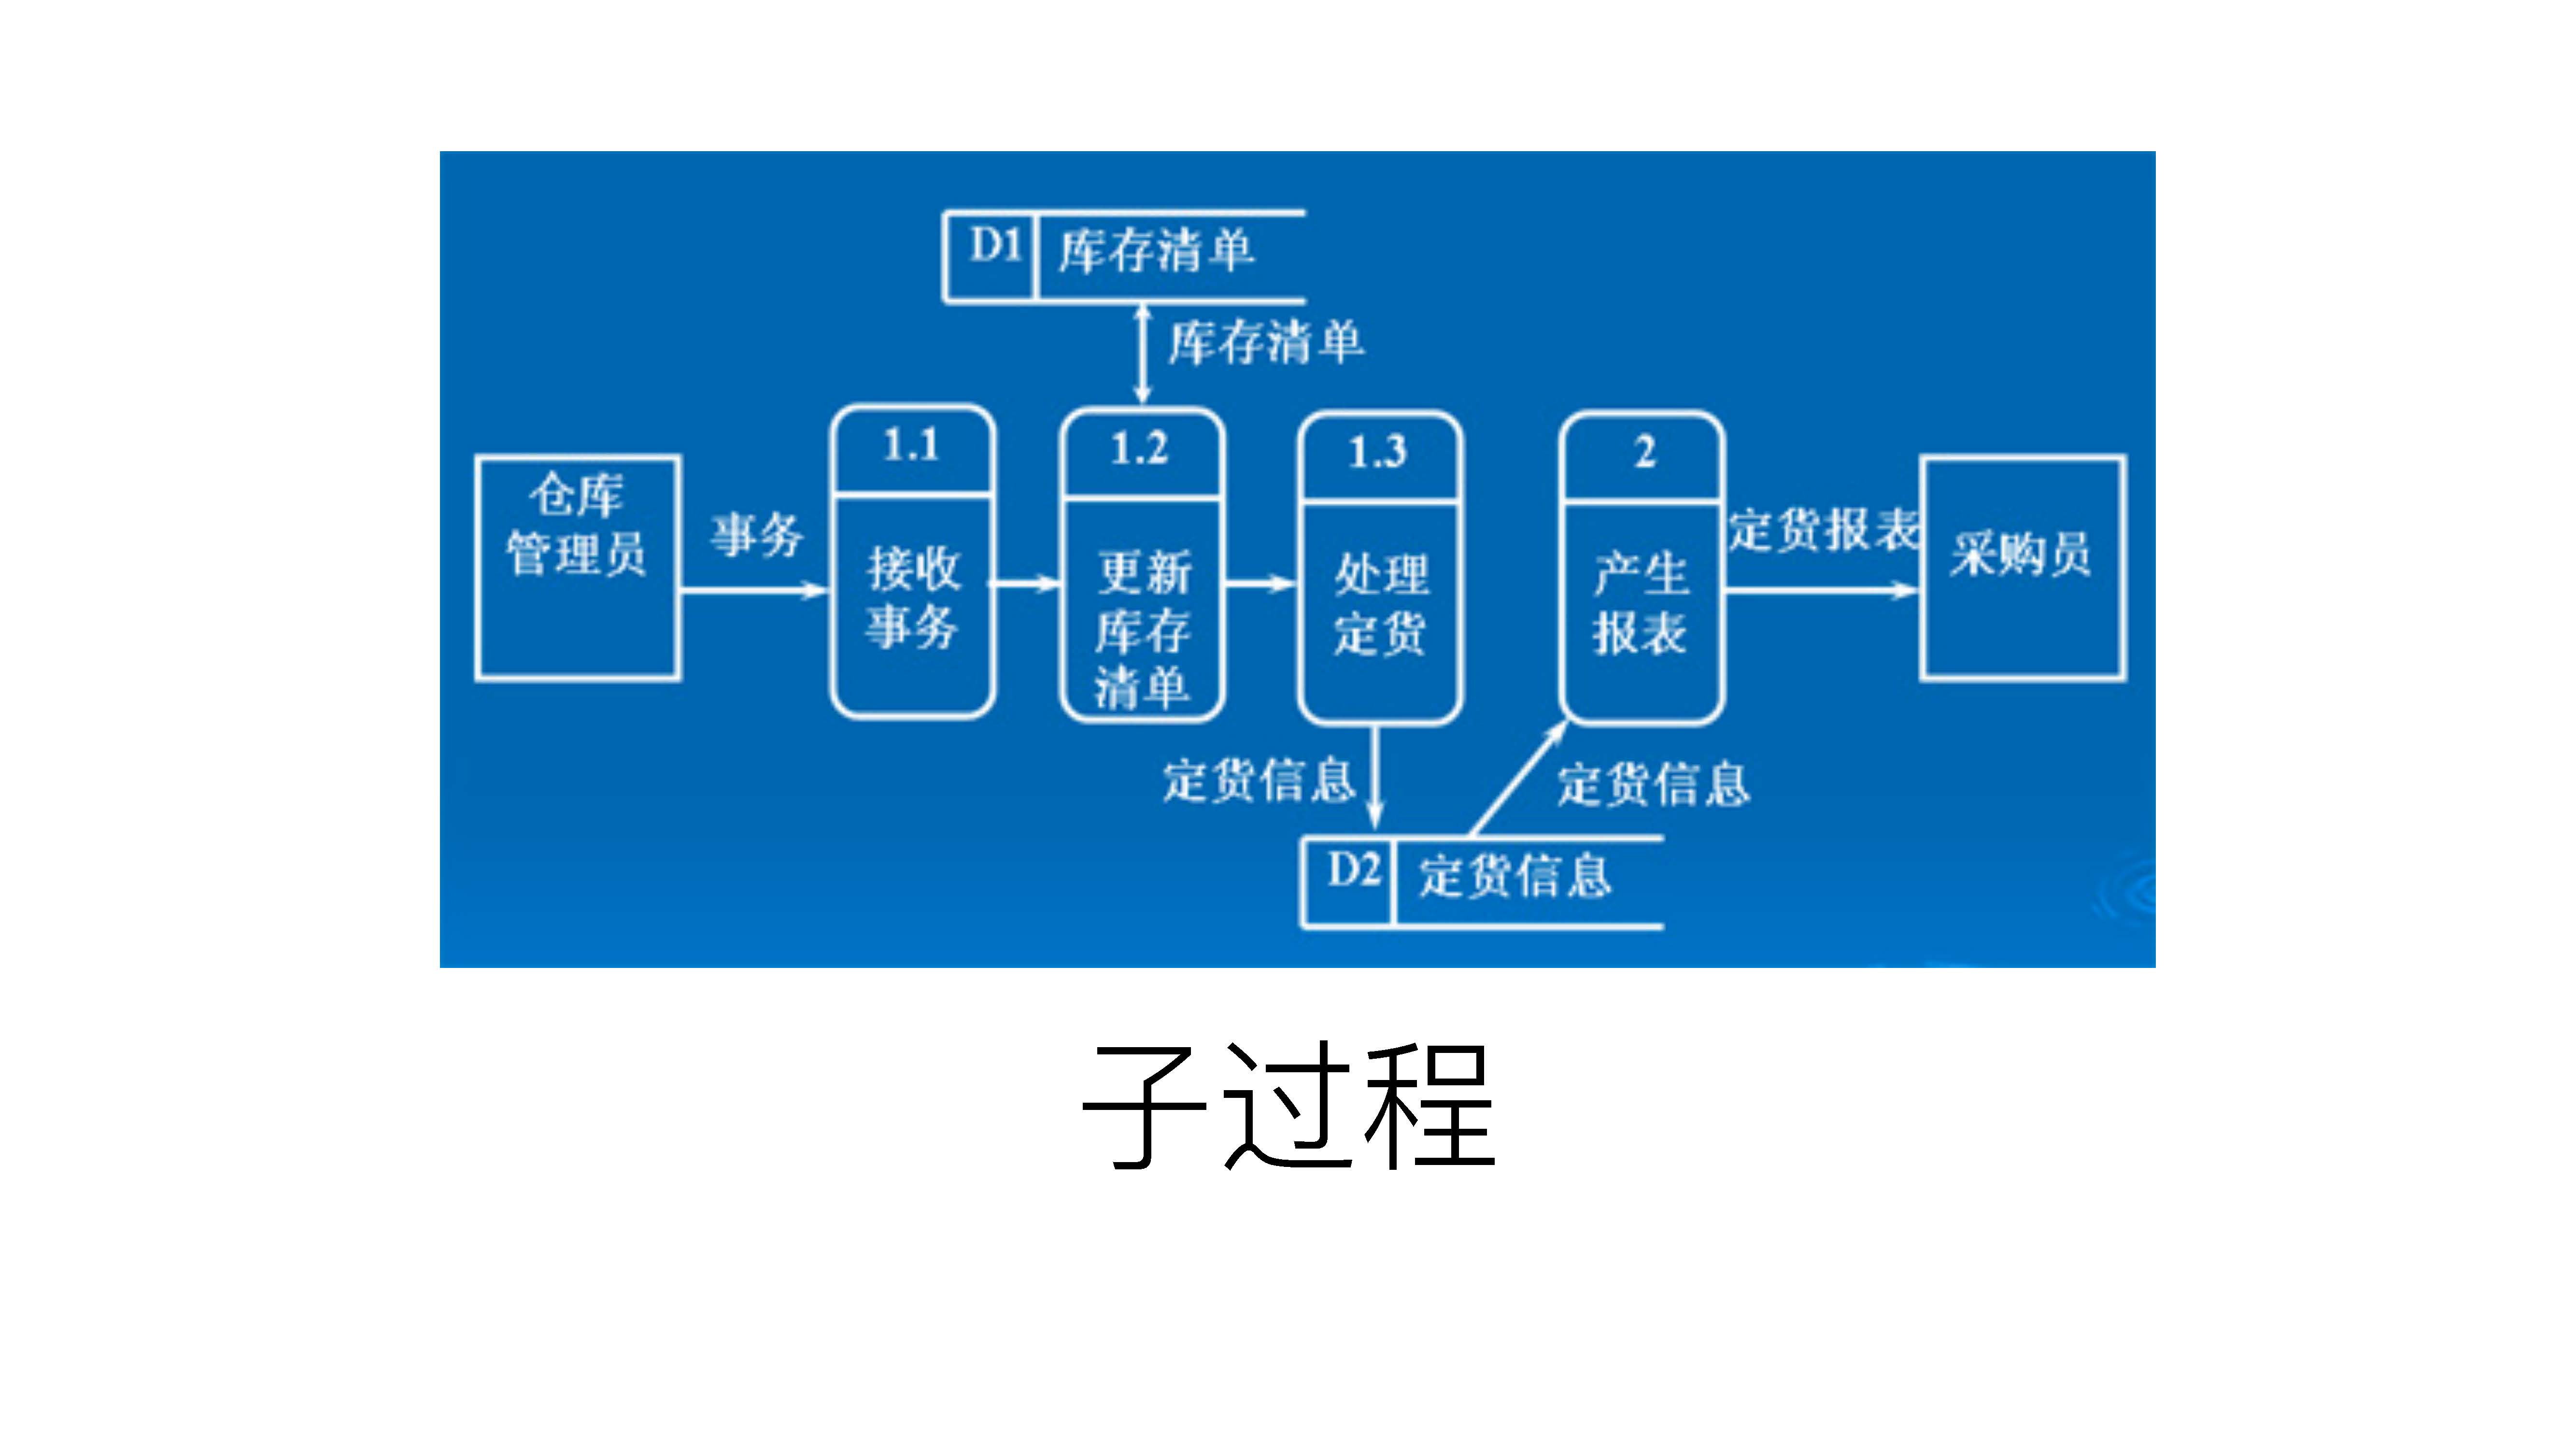 D1 库存清单
库存清单
仓库
管理员
事务
1.1
接收
事务
1.2
更新
库存
清单
1.3
处理
定货
2
产生
报表
定货报表
采购员
定货信息
定货信息
D2 定货信息
子过程